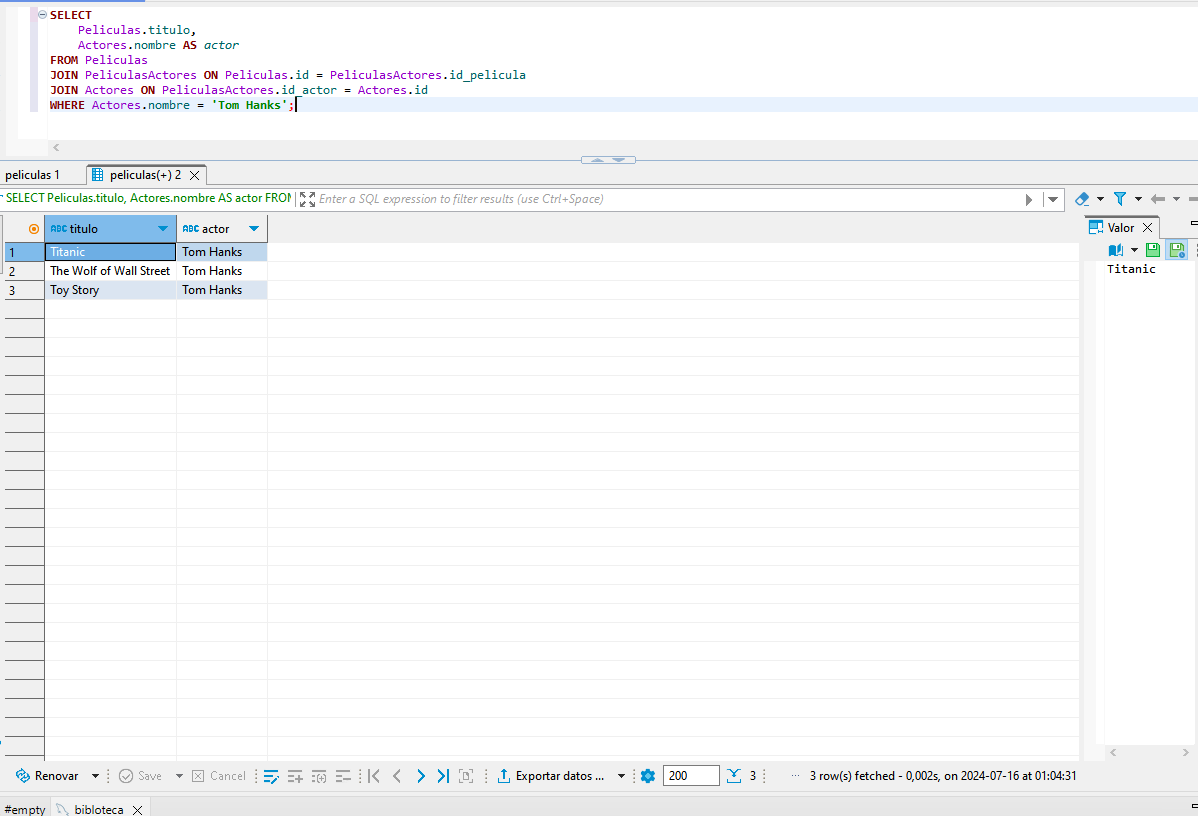 SELECT
Peliculas.titulo,
Actores.nombre AS actor
FROM Peliculas
JOIN PeliculasActores ON Peliculas.id = PeliculasActores.id_pelicula
JOIN Actores ON PeliculasActores.id_actor = Actores.id
WHERE Actores.nombre = 'Tom Hanks';
peliculas 1 peliculas(+) 2
SELECT Peliculas.titulo, Actores.nombre AS actor FROM Enter a SQL expression to filter results (use Ctrl+Space)
ABC titulo ABC actor Valor
1 Titanic Tom Hanks
2 The Wolf of Wall Street Tom Hanks
3 Toy Story Tom Hanks
Titanic
Renovar Save Cancel Exportar datos ... 200 3 ... 3 row(s) fetched - 0,002s, on 2024-07-16 at 01:04:31
#empty bibloteca